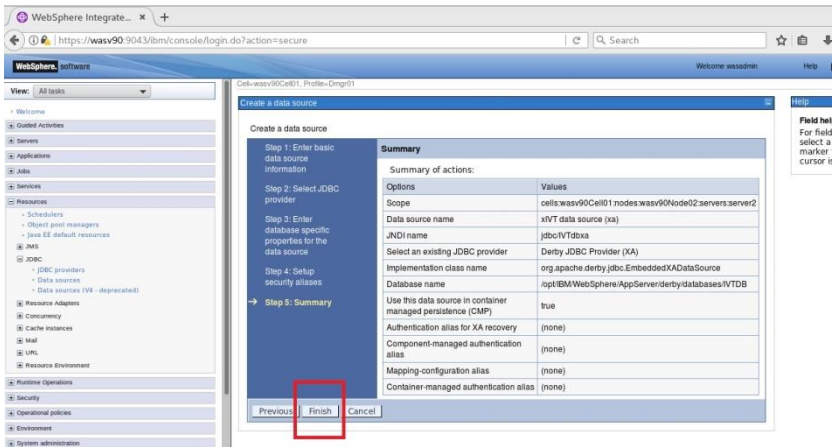 WebSphere Integrate...
https://wasv90:9043/ibm/console/login.do?action=secure
Search
WebSphere. software
Welcome wasadmin
Help
View: All tasks
Welcome
Guided Activities
Servers
Applications
Jobs
Services
Resources
Schedulers
Object pool managers
Java EE default resources
JMS
JDBC
JDBC providers
Data sources
Data sources (V4 - deprecated)
Resource Adapters
Concurrency
Cache instances
Mail
URL
Resource Environment
Runtime Operations
Security
Operational policies
Environment
System administration
Cell=wasv90Cell01, Profile=Dmgr01
Create a data source
Create a data source
Step 1: Enter basic
data source
information
Step 2: Select JDBC
provider
Step 3: Enter
database specific
properties for the
data source
Step 4: Setup
security aliases
Step 5: Summary
Summary
Summary of actions:
Options Values
Scope cells:wasv90Cell01:nodes:wasv90Node02:servers:server2
Data source name xIVT data source (xa)
JNDI name jdbc/IVTdbxa
Select an existing JDBC provider Derby JDBC Provider (XA)
Implementation class name org.apache.derby.jdbc.EmbeddedXADataSource
Database name /opt/IBM/WebSphere/AppServer/derby/databases/IVTDB
Use this data source in container
managed persistence (CMP) true
Authentication alias for XA recovery (none)
Component-managed authentication
alias (none)
Mapping-configuration alias (none)
Container-managed authentication alias (none)
Previous Finish Cancel
Help
Field hel
For field
select a
marker
cursor is